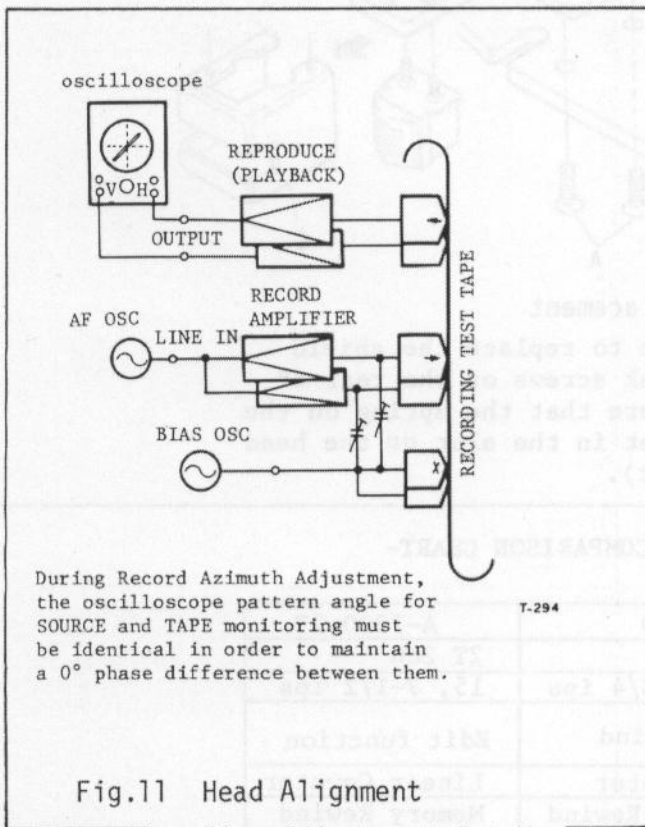 oscilloscope
V H
REPRODUCE
(PLAYBACK)
OUTPUT
RECORD
AMPLIFIER
AF OSC
LINE IN
BIAS OSC
RECORDING TEST TAPE
During Record Azimuth Adjustment,
the oscilloscope pattern angle for
SOURCE and TAPE monitoring must
be identical in order to maintain
a 0° phase difference between them.
T-294
Fig.11 Head Alignment